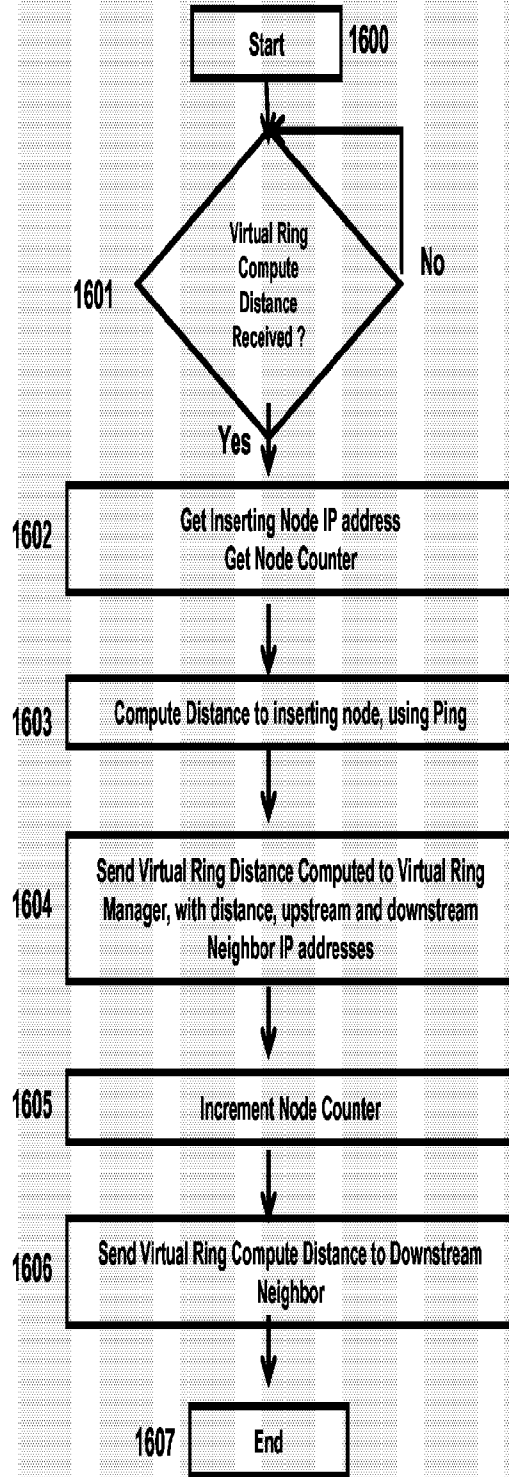 Start
1600
Virtual Ring
Compute
Distance
Received ?
1601
No
Yes
1602
Get Inserting Node IP address
Get Node Counter
1603
Compute Distance to inserting node, using Ping
1604
Send Virtual Ring Distance Computed to Virtual Ring
Manager, with distance, upstream and downstream
Neighbor IP addresses
1605
Increment Node Counter
1606
Send Virtual Ring Compute Distance to Downstream
Neighbor
1607
End